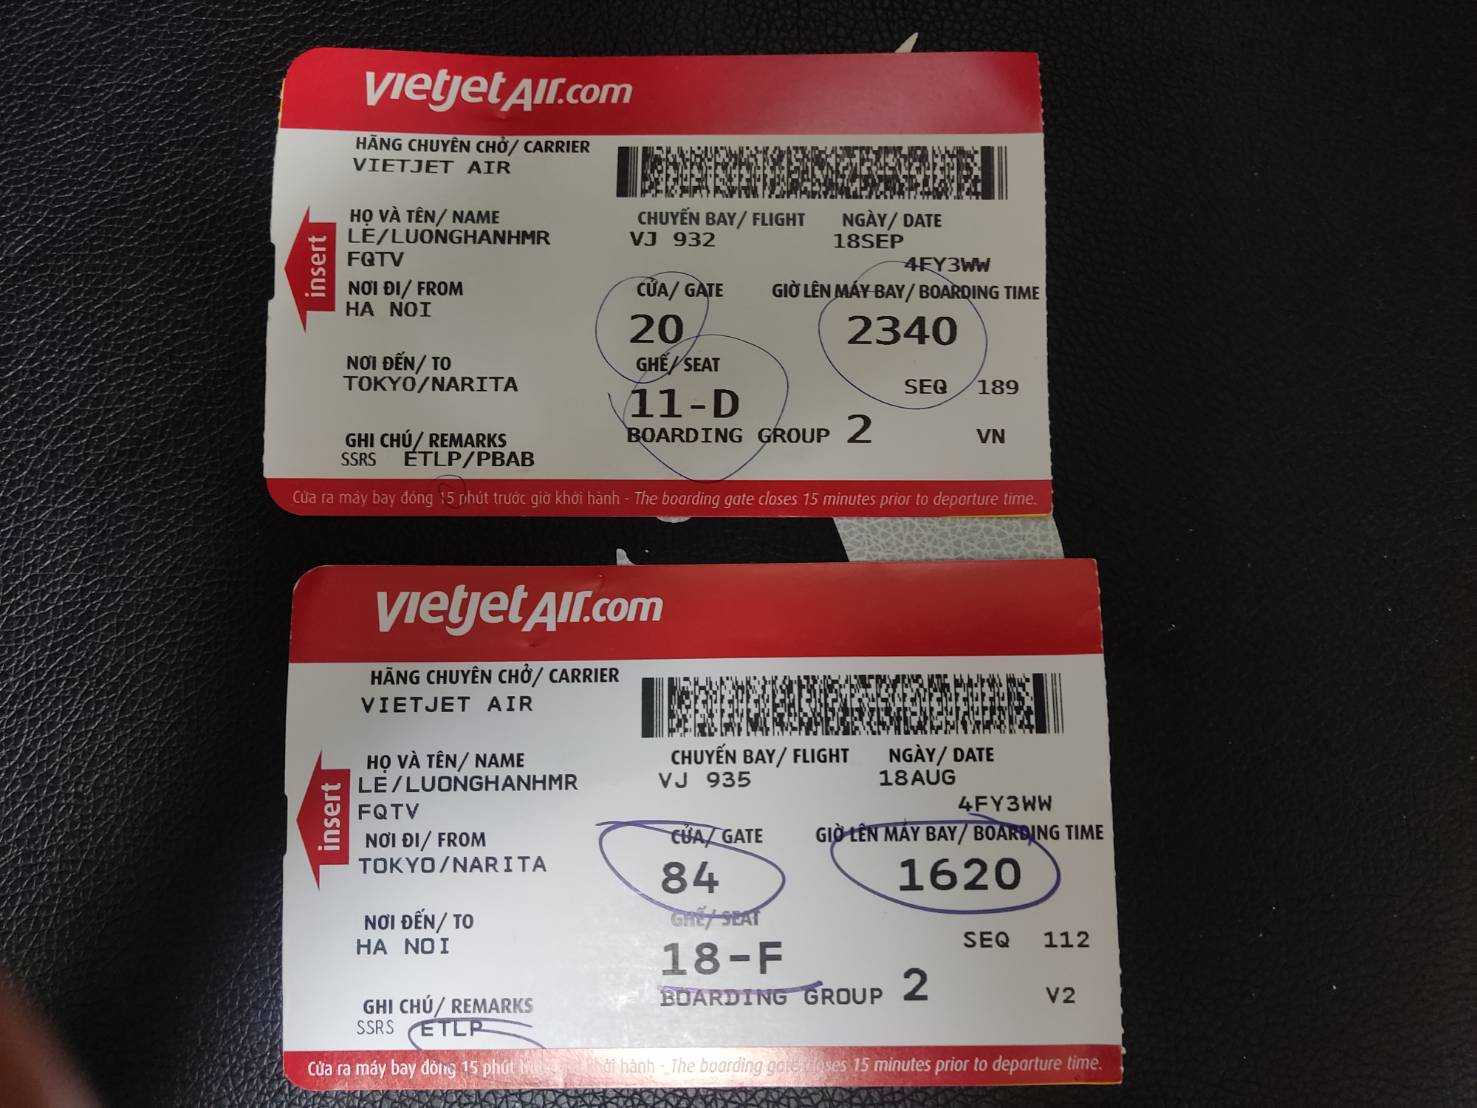 vietjetAir.com
HÃNG CHUYÊN CHỞ/ CARRIER
VIETJET AIR
HỌ VÀ TÊN/ NAME
LE/LUONGHANHMR
FQTV
CHUYẾN BAY/ FLIGHT
VJ 932
NGÀY/ DATE
18SEP
4FY3WW
insert
NƠI ĐI/ FROM
HA NOI
CỬA/ GATE
20
GIỜ LÊN MÁY BAY/ BOARDING TIME
2340
NƠI ĐẾN/ TO
TOKYO/NARITA
GHẾ/ SEAT
11-D
SEQ 189
BOARDING GROUP 2
VN
GHI CHÚ/ REMARKS
SSRS ETLP/PBAB
Cửa ra máy bay đóng 15 phút trước giờ khởi hành - The boarding gate closes 15 minutes prior to departure time.
vietjetAir.com
HÃNG CHUYÊN CHỞ/ CARRIER
VIETJET AIR
HỌ VÀ TÊN/ NAME
LE/LUONGHANHMR
FQTV
CHUYẾN BAY/ FLIGHT
VJ 935
NGÀY/ DATE
18AUG
4FY3WW
insert
NƠI ĐI/ FROM
TOKYO/NARITA
CỬA/ GATE
84
GIỜ LÊN MÁY BAY/ BOARDING TIME
1620
NƠI ĐẾN/ TO
HA NOI
GHẾ/ SEAT
18-F
SEQ 112
BOARDING GROUP 2
V2
GHI CHÚ/ REMARKS
SSRS ETLP
Cửa ra máy bay đóng 15 phút hành - The boarding gate closes 15 minutes prior to departure time.